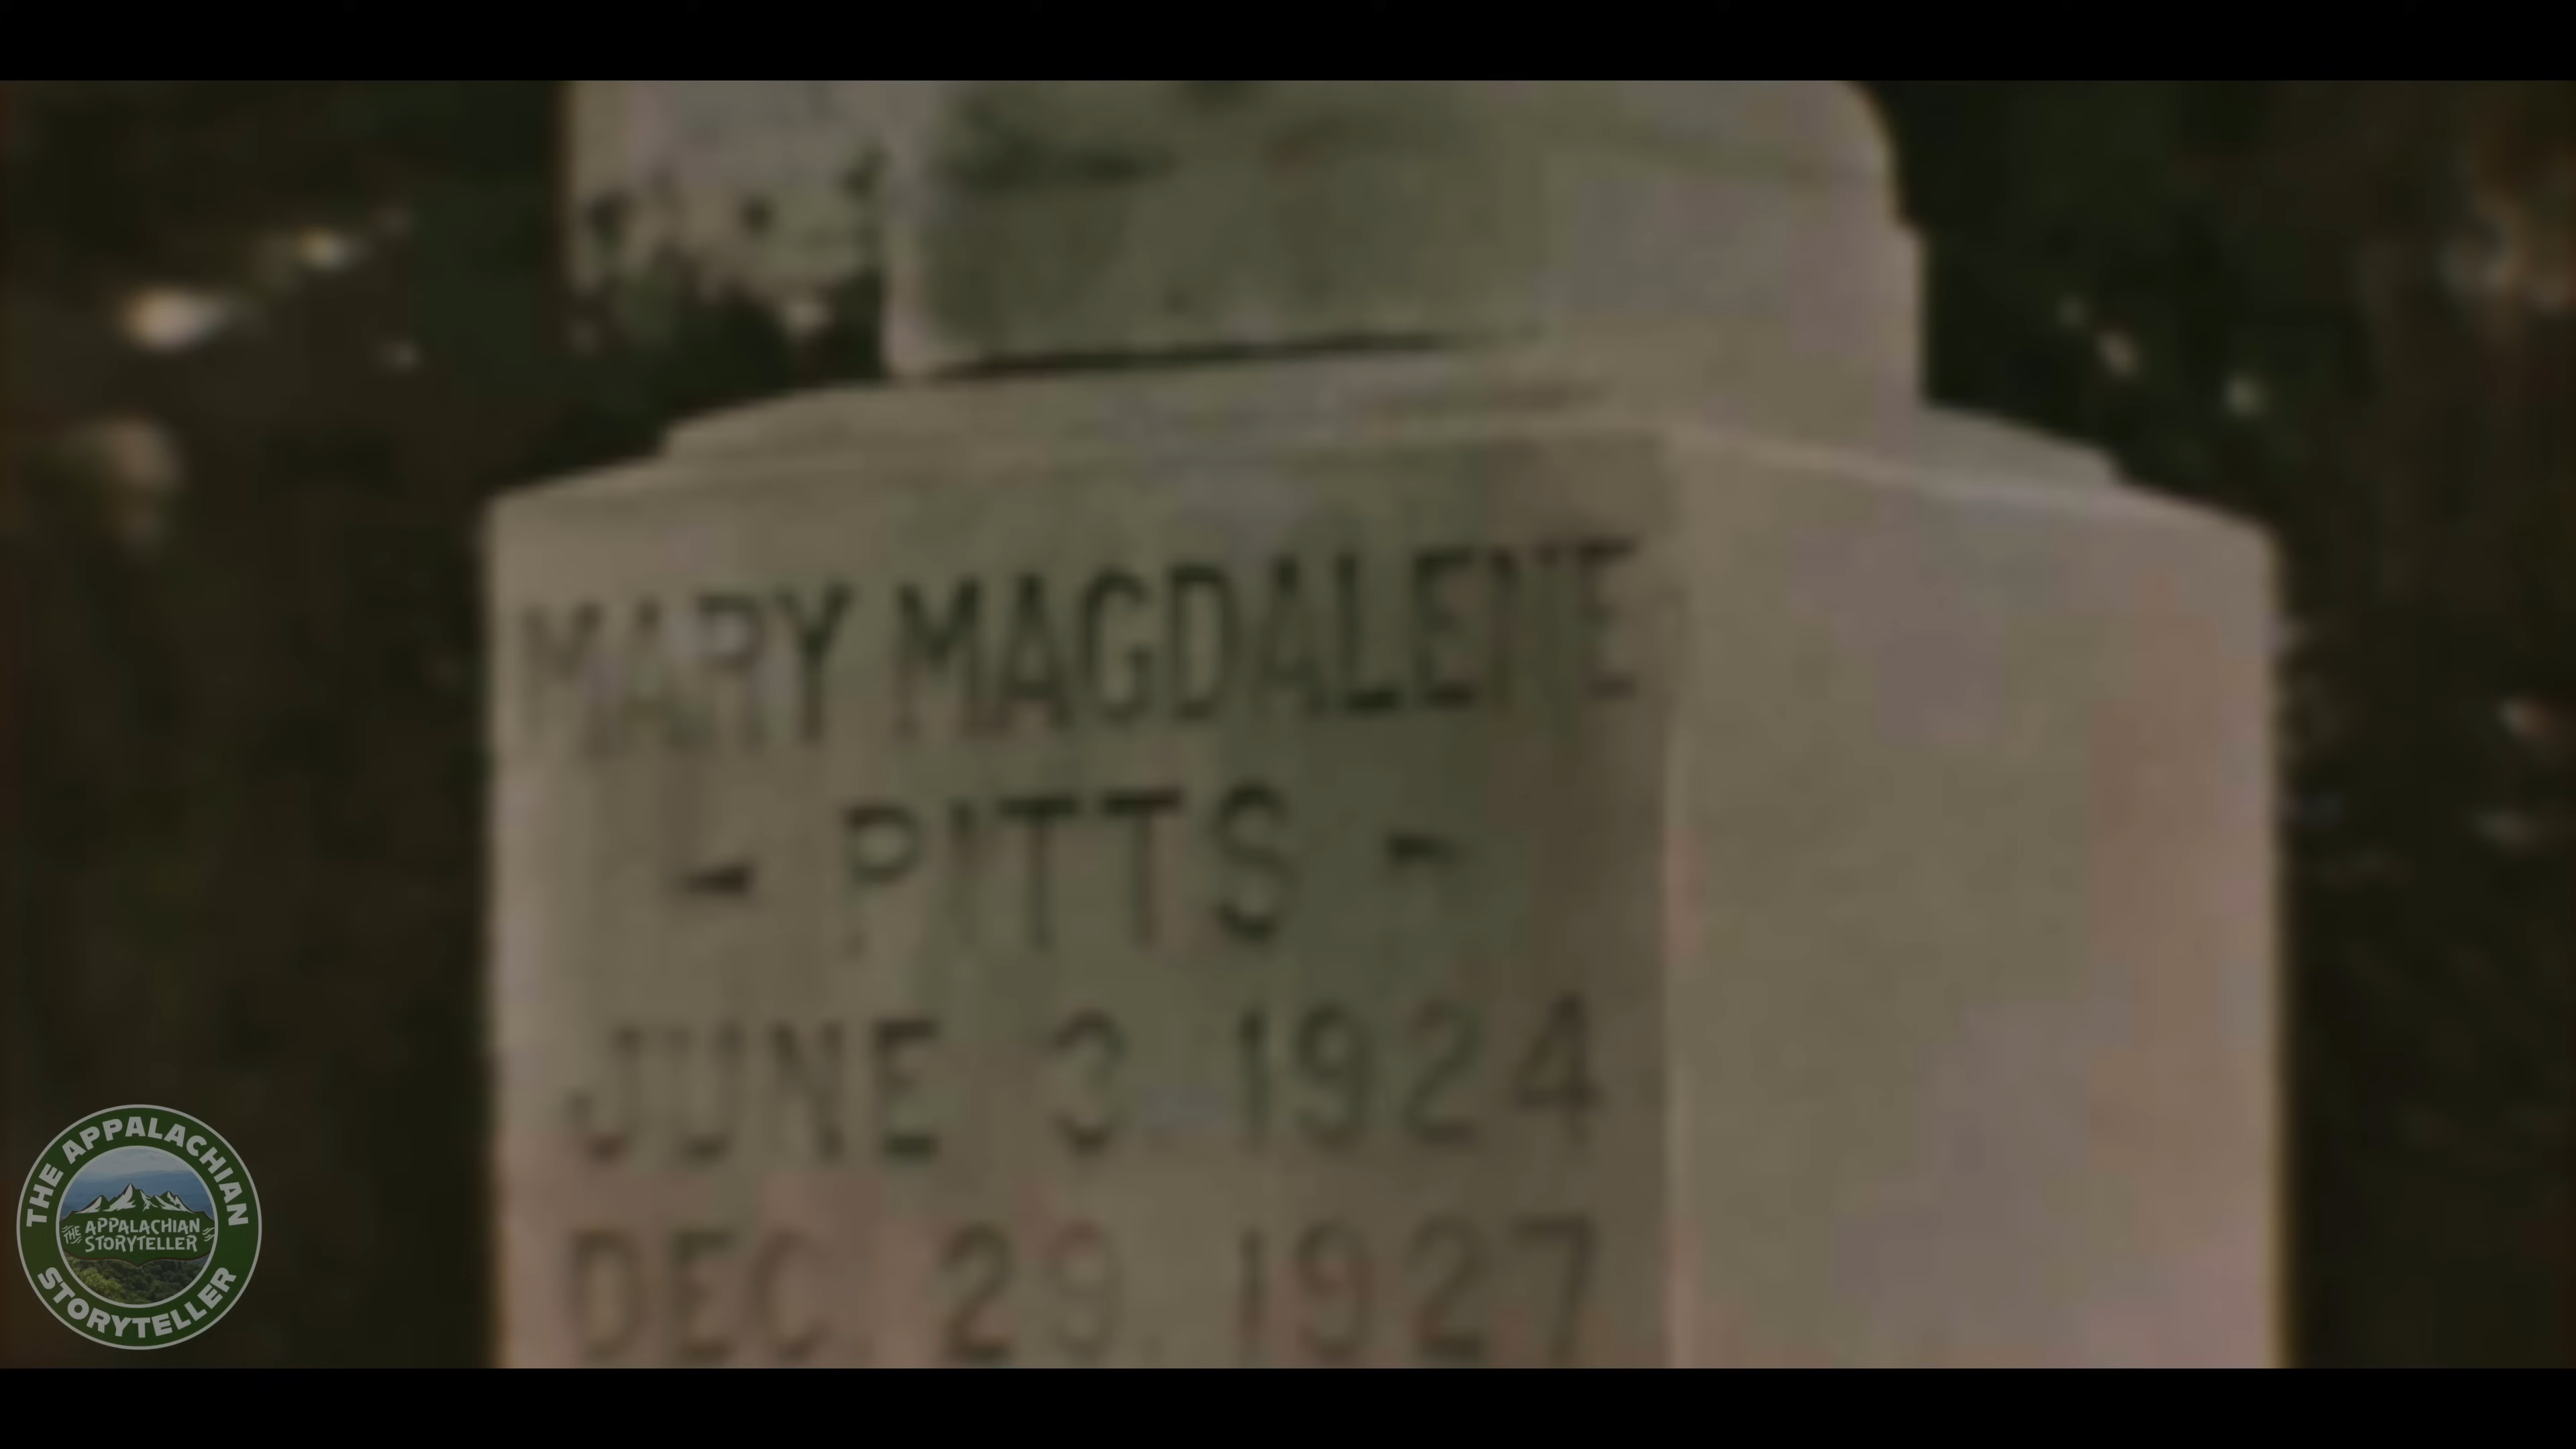 MARY MAGDALENE
- PITTS -
JUNE 3 1924
DEC. 29, 1927
THE APPALACHIAN
THE APPALACHIAN
STORYTELLER
STORYTELLER